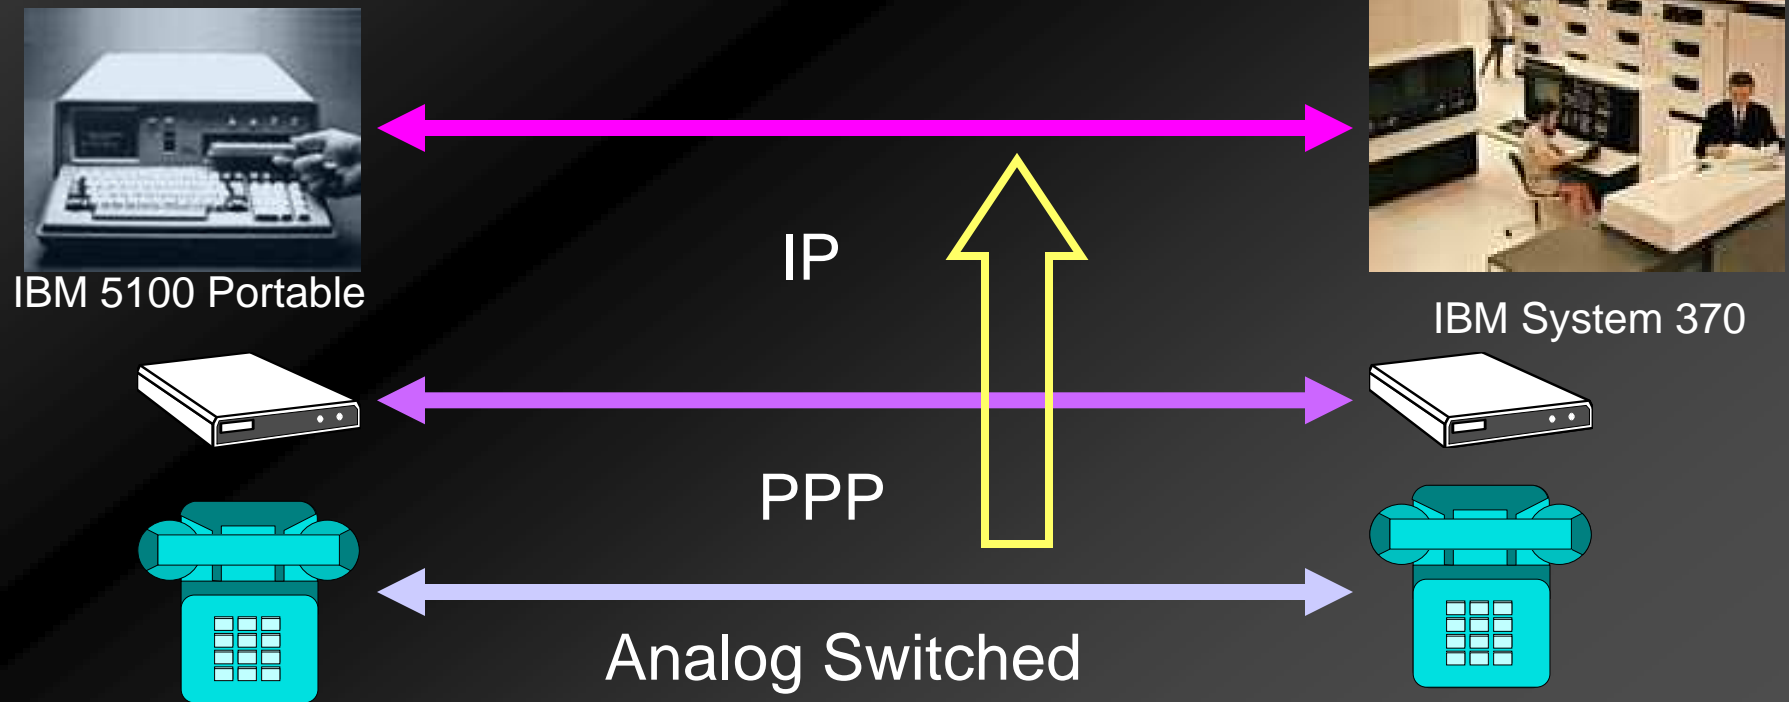 IBM 5100 Portable
IP
IBM System 370
PPP
Analog Switched